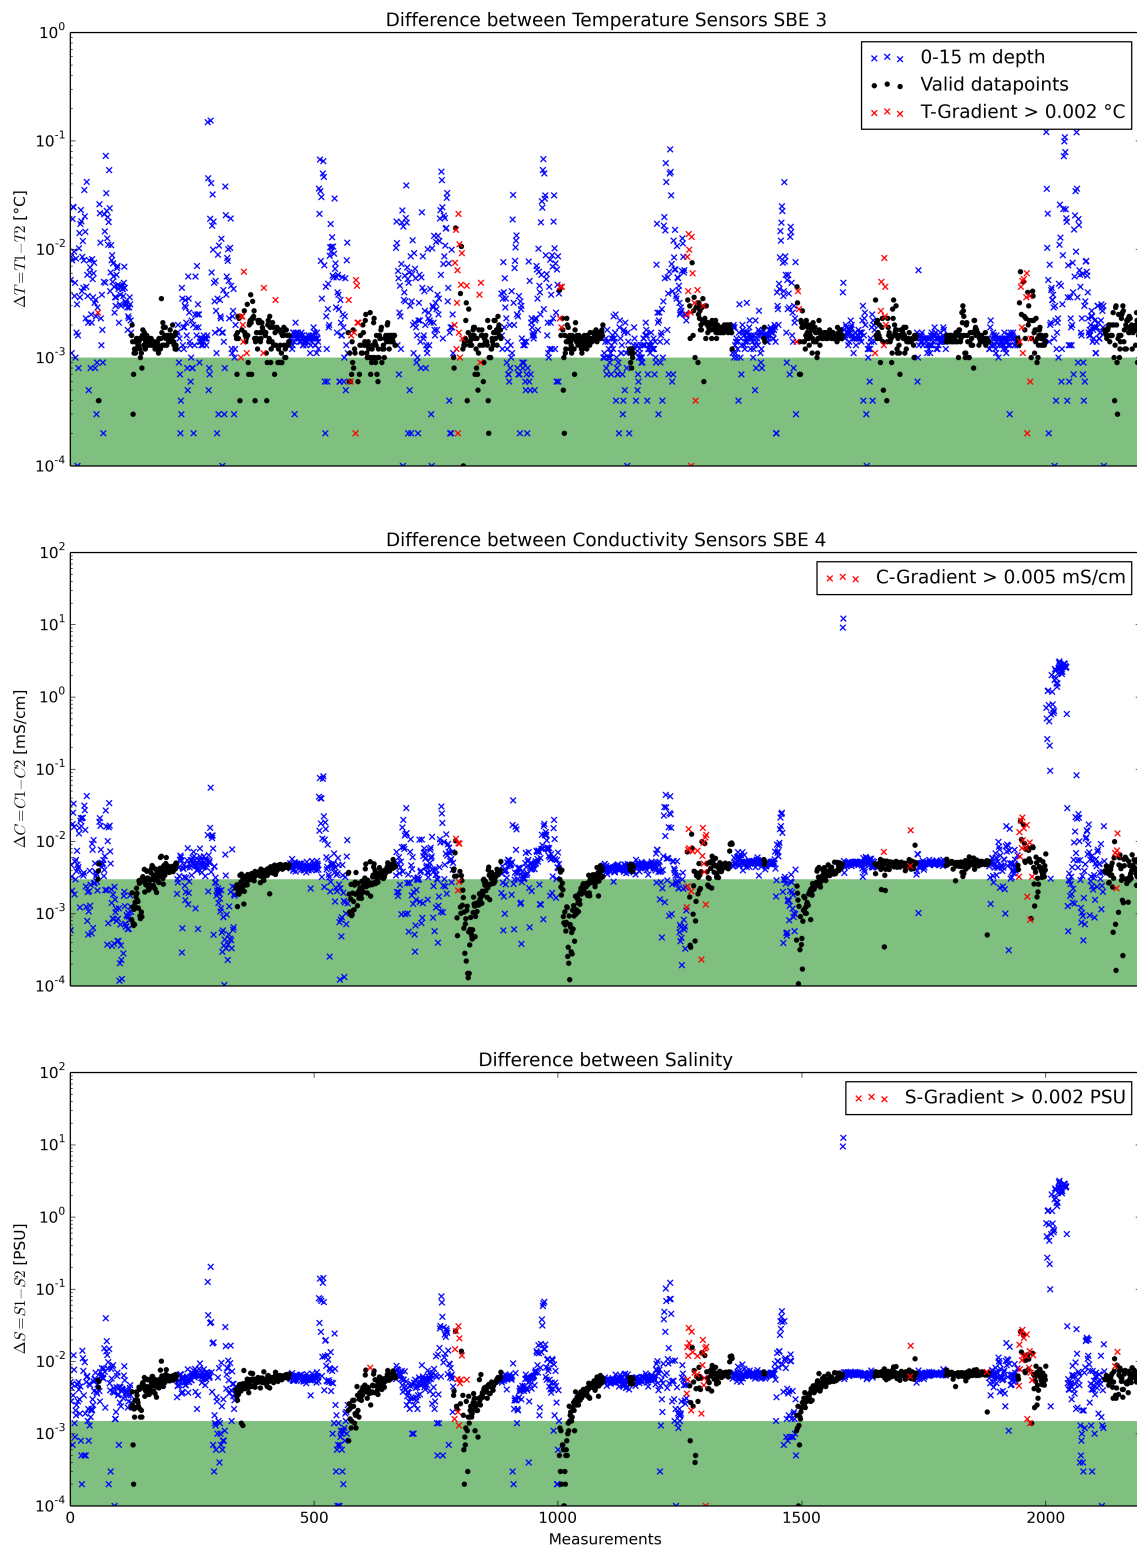 Difference between Temperature Sensors SBE 3
10^0
10^-1
10^-2
10^-3
10^-4
ΔT=T1−T2 [°C]
0-15 m depth
Valid datapoints
T-Gradient > 0.002 °C
Difference between Conductivity Sensors SBE 4
10^2
10^1
10^0
10^-1
10^-2
10^-3
10^-4
ΔC=C1−C2 [mS/cm]
C-Gradient > 0.005 mS/cm
Difference between Salinity
10^2
10^1
10^0
10^-1
10^-2
10^-3
10^-4
ΔS=S1−S2 [PSU]
S-Gradient > 0.002 PSU
0 500 1000 1500 2000
Measurements